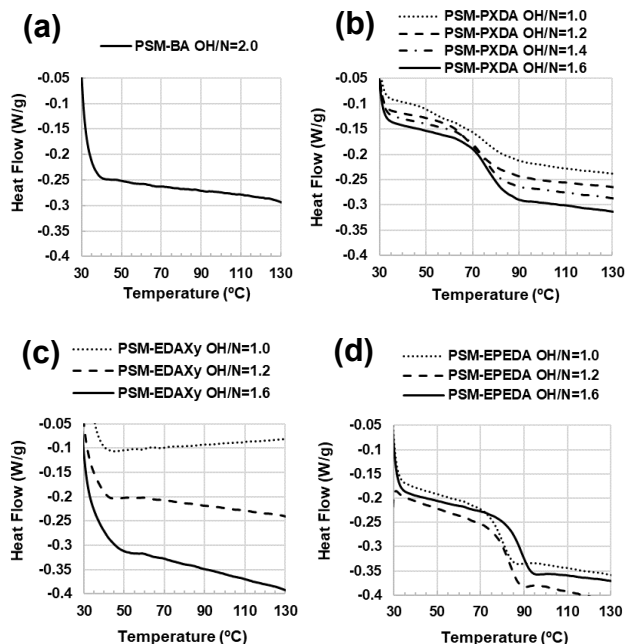 (a)
PSM-BA OH/N=2.0
-0.05
-0.1
-0.15
-0.2
-0.25
-0.3
-0.35
-0.4
Heat Flow (W/g)
30 50 70 90 110 130
Temperature (ºC)
(b)
PSM-PXDA OH/N=1.0
PSM-PXDA OH/N=1.2
PSM-PXDA OH/N=1.4
PSM-PXDA OH/N=1.6
-0.05
-0.1
-0.15
-0.2
-0.25
-0.3
-0.35
-0.4
Heat Flow (W/g)
30 50 70 90 110 130
Temperature (ºC)
(c)
PSM-EDAXy OH/N=1.0
PSM-EDAXy OH/N=1.2
PSM-EDAXy OH/N=1.6
-0.05
-0.1
-0.15
-0.2
-0.25
-0.3
-0.35
-0.4
Heat Flow (W/g)
30 50 70 90 110 130
Temperature (ºC)
(d)
PSM-EPEDA OH/N=1.0
PSM-EPEDA OH/N=1.2
PSM-EPEDA OH/N=1.6
-0.05
-0.1
-0.15
-0.2
-0.25
-0.3
-0.35
-0.4
Heat Flow (W/g)
30 50 70 90 110 130
Temperature (ºC)